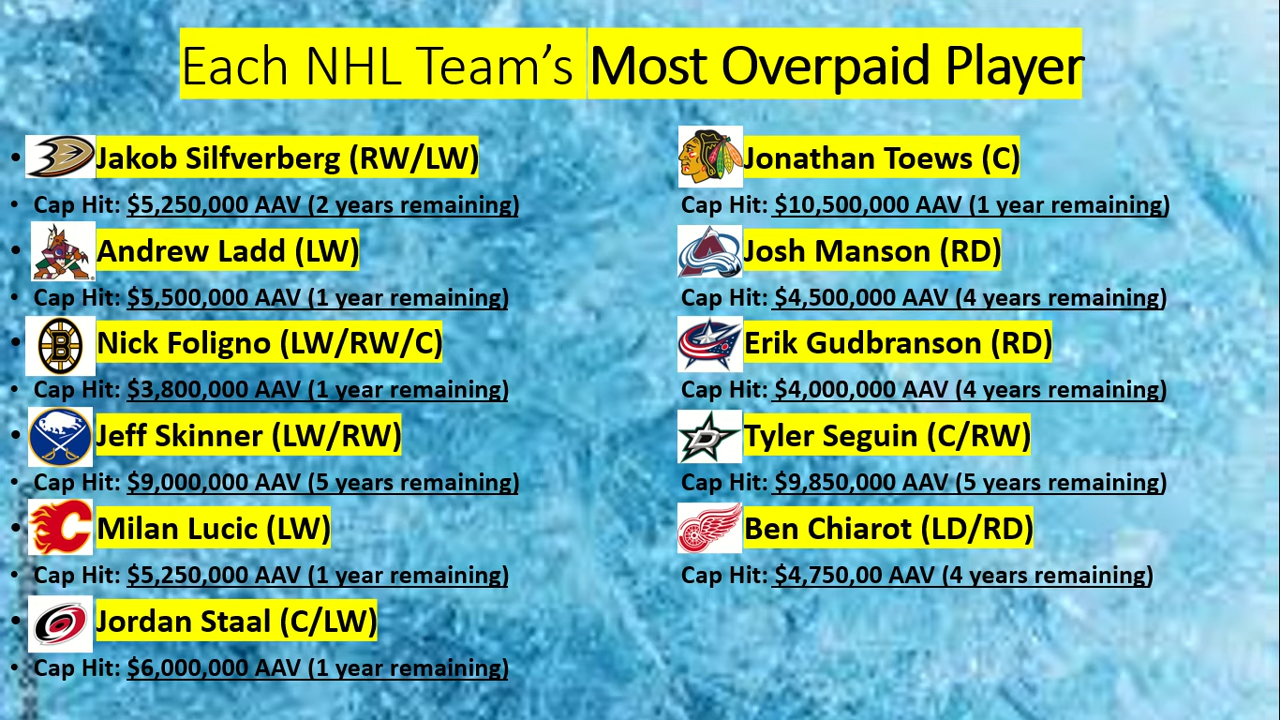 Each NHL Team’s Most Overpaid Player
• Jakob Silfverberg (RW/LW)
• Cap Hit: $5,250,000 AAV (2 years remaining)
• Andrew Ladd (LW)
• Cap Hit: $5,500,000 AAV (1 year remaining)
• Nick Foligno (LW/RW/C)
• Cap Hit: $3,800,000 AAV (1 year remaining)
• Jeff Skinner (LW/RW)
• Cap Hit: $9,000,000 AAV (5 years remaining)
• Milan Lucic (LW)
• Cap Hit: $5,250,000 AAV (1 year remaining)
• Jordan Staal (C/LW)
• Cap Hit: $6,000,000 AAV (1 year remaining)
Jonathan Toews (C)
Cap Hit: $10,500,000 AAV (1 year remaining)
Josh Manson (RD)
Cap Hit: $4,500,000 AAV (4 years remaining)
Erik Gudbranson (RD)
Cap Hit: $4,000,000 AAV (4 years remaining)
Tyler Seguin (C/RW)
Cap Hit: $9,850,000 AAV (5 years remaining)
Ben Chiarot (LD/RD)
Cap Hit: $4,750,00 AAV (4 years remaining)